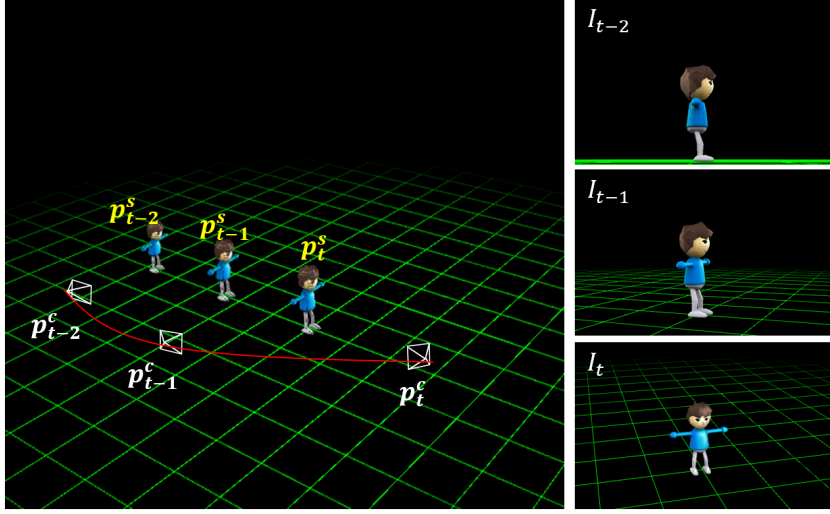 p^s_{t-2}
p^s_{t-1}
p^s_t
p^c_{t-2}
p^c_{t-1}
p^c_t
I_{t-2}
I_{t-1}
I_t